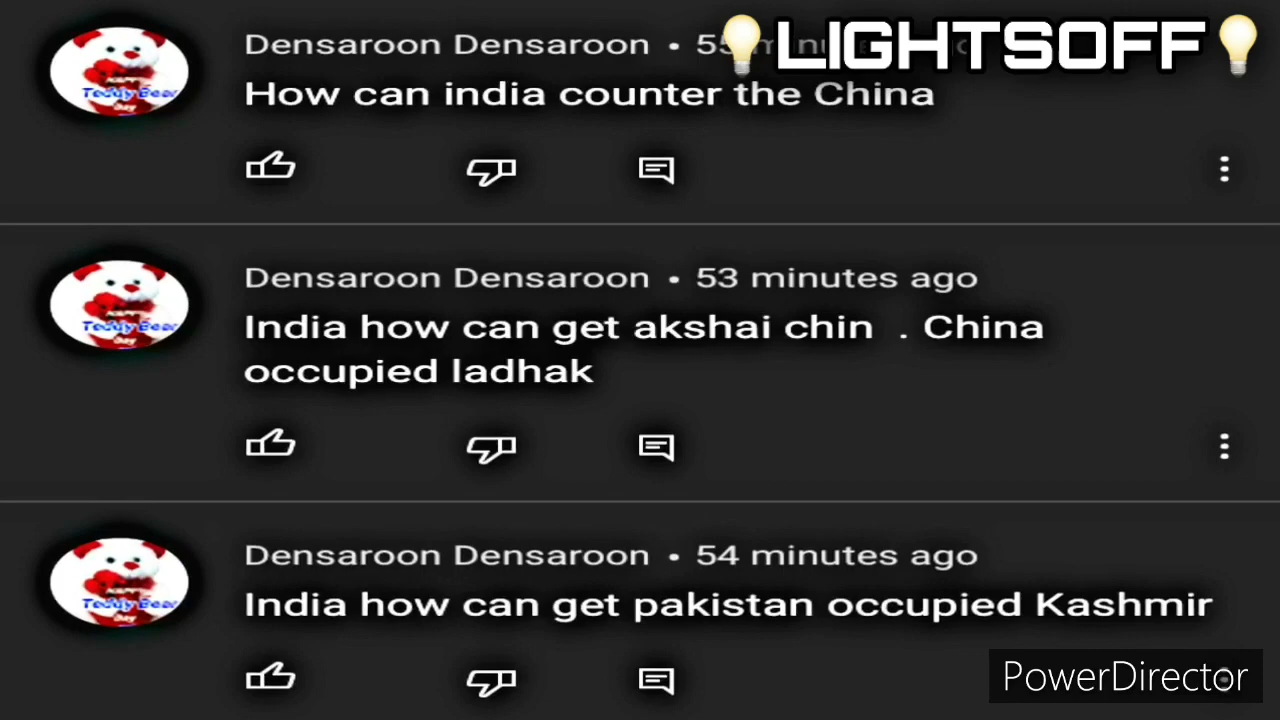 Densaroon Densaroon •
💡LIGHTSOFF💡
How can india counter the China
Densaroon Densaroon • 53 minutes ago
India how can get akshai chin . China
occupied ladhak
Densaroon Densaroon • 54 minutes ago
India how can get pakistan occupied Kashmir
PowerDirector